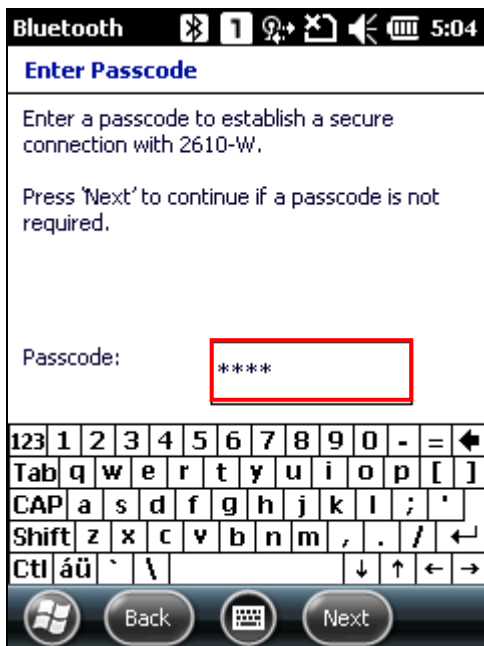 Bluetooth 1 5:04
Enter Passcode
Enter a passcode to establish a secure
connection with 2610-W.
Press 'Next' to continue if a passcode is not
required.
Passcode: ****
123 1 2 3 4 5 6 7 8 9 0 - =
Tab q w e r t y u i o p [ ]
CAP a s d f g h j k l ; '
Shift z x c v b n m , . /
Ctl áü ` \
Back Next